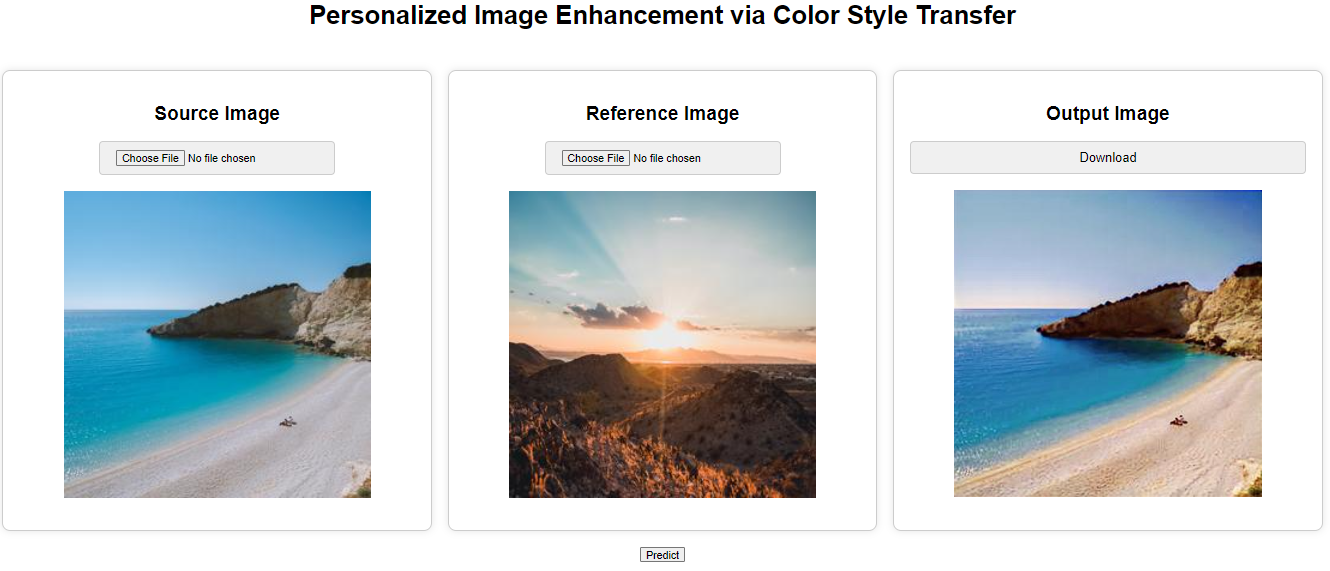 Personalized Image Enhancement via Color Style Transfer
Source Image
Choose File No file chosen
Reference Image
Choose File No file chosen
Output Image
Download
Predict